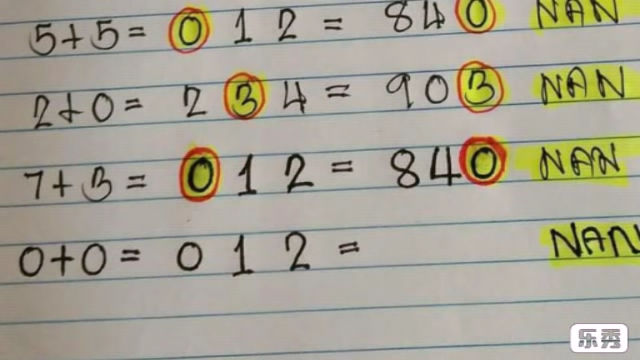 5+5= 0 1 2 = 840 NAN
2+0= 2 3 4 = 903 NAN
7+3= 0 1 2 = 840 NAN
0+0= 0 1 2 = NAN
乐秀